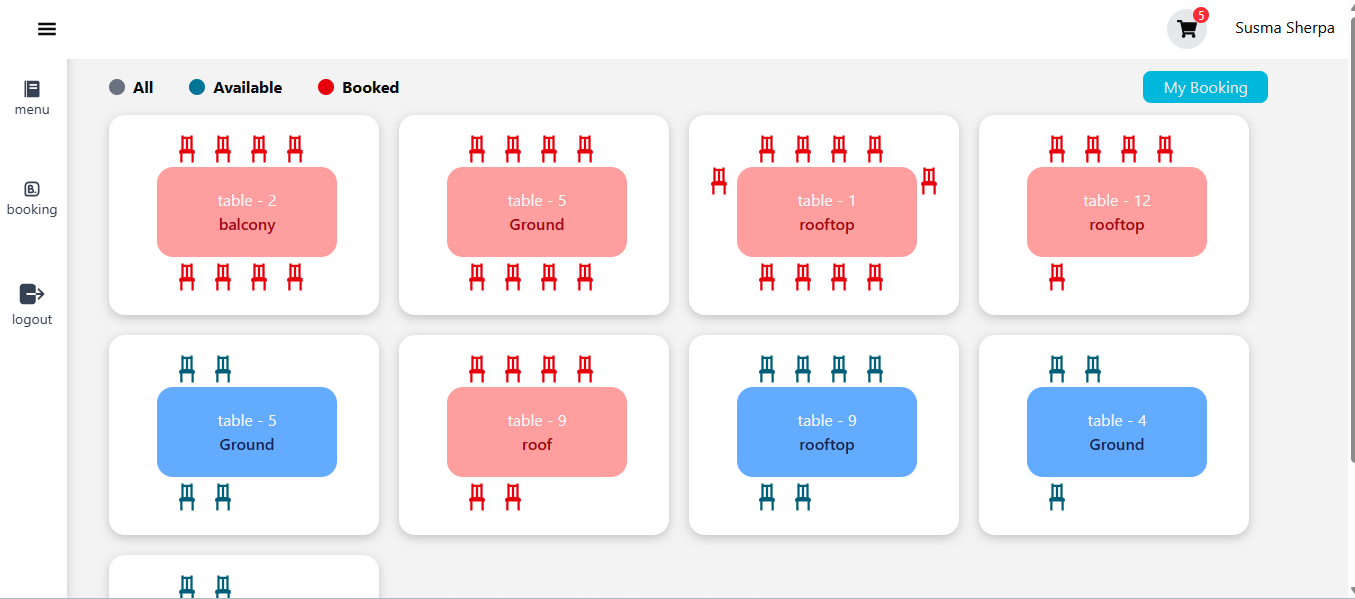 5
Susma Sherpa
menu
booking
logout
All
Available
Booked
My Booking
table - 2
balcony
table - 5
Ground
table - 1
rooftop
table - 12
rooftop
table - 5
Ground
table - 9
roof
table - 9
rooftop
table - 4
Ground